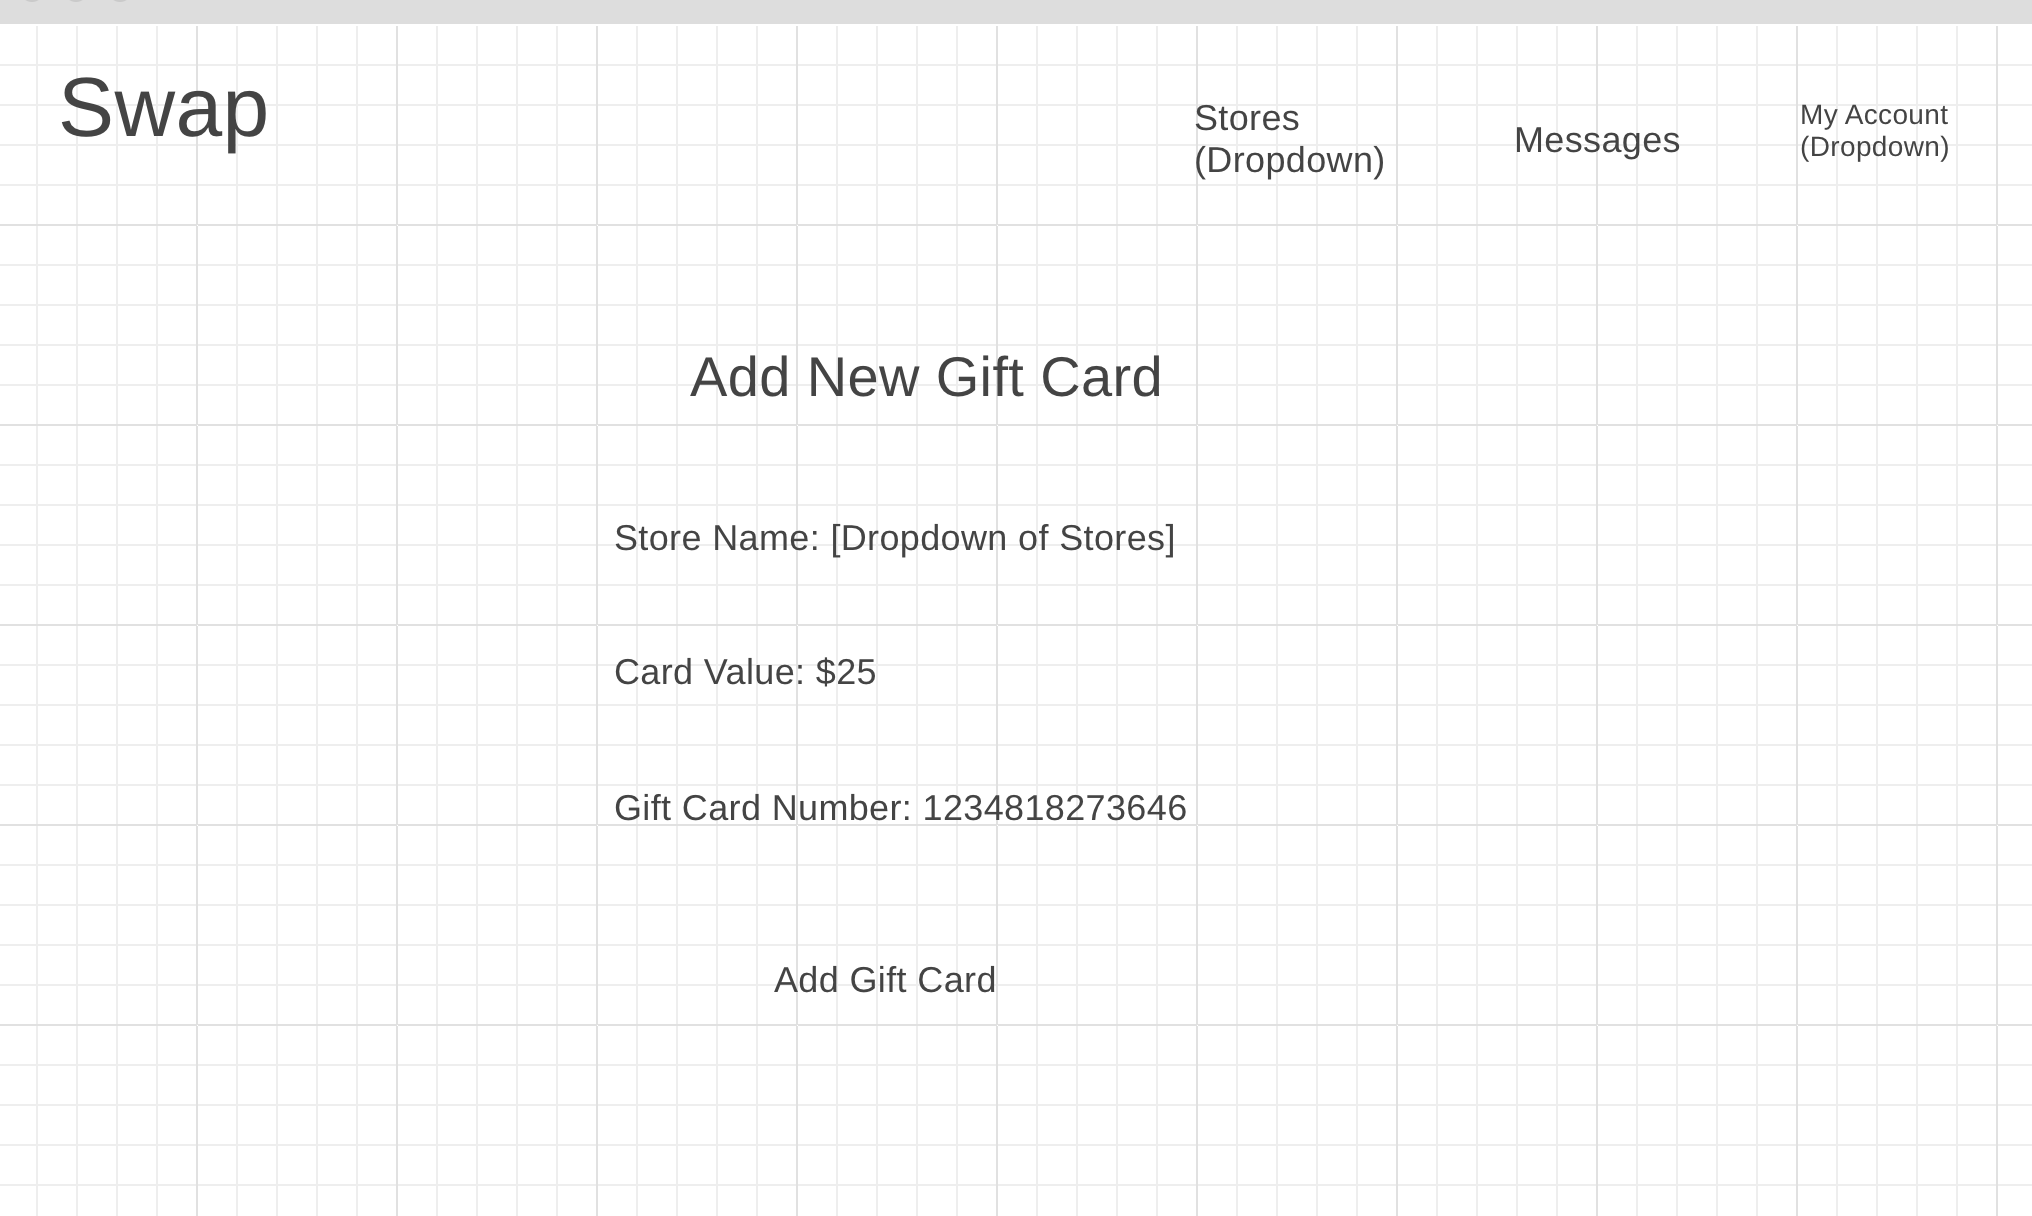 Swap
Stores
(Dropdown)
Messages
My Account
(Dropdown)
Add New Gift Card
Store Name: [Dropdown of Stores]
Card Value: $25
Gift Card Number: 1234818273646
Add Gift Card